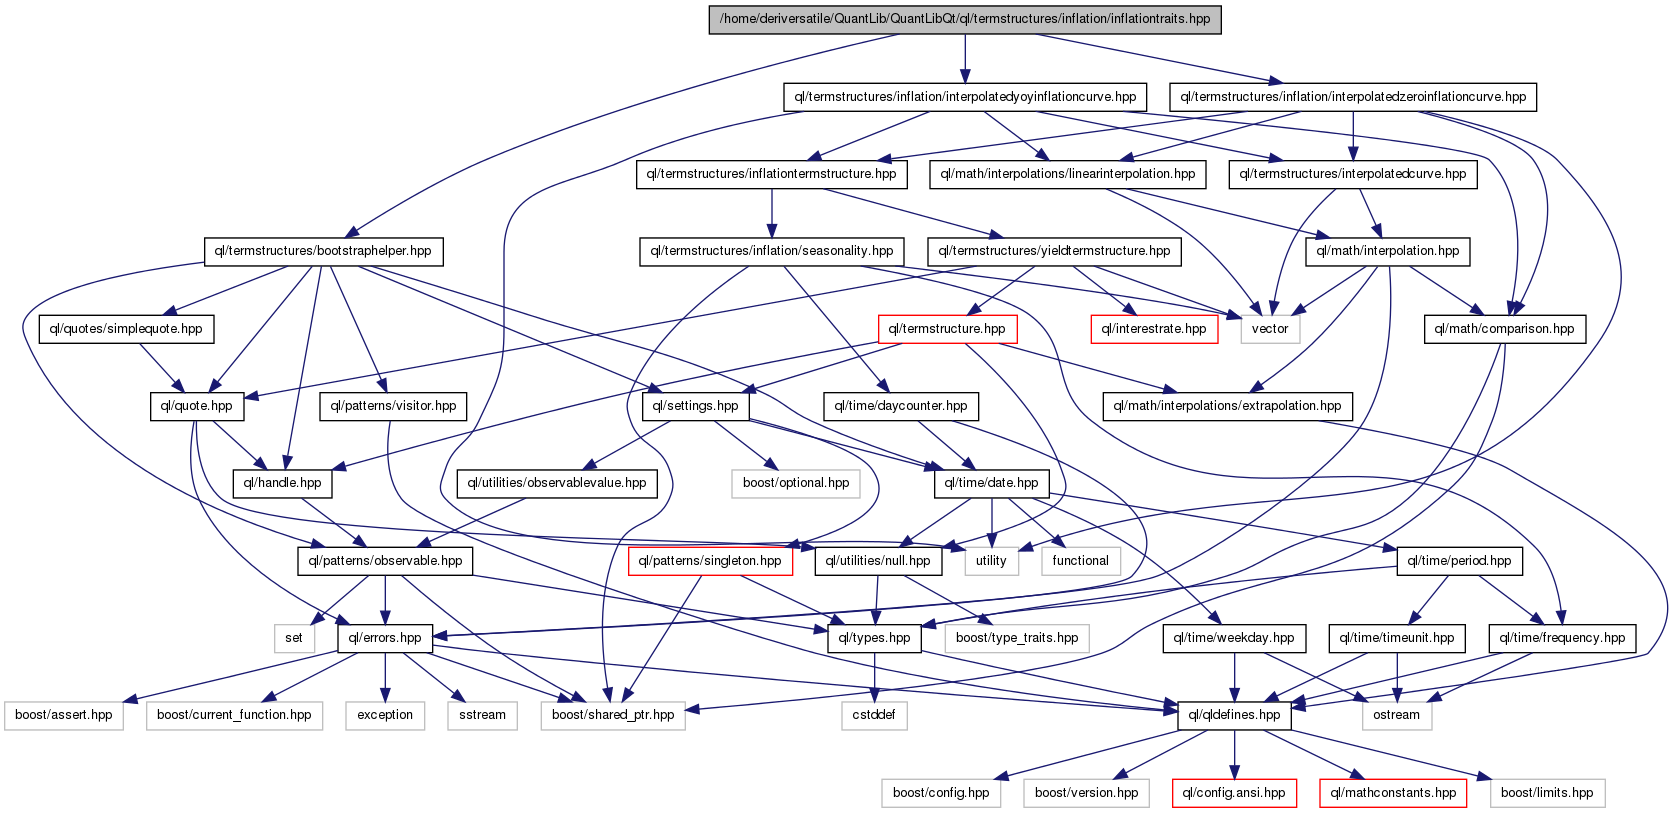 /home/deriversatile/QuantLib/QuantLibQt/ql/termstructures/inflation/inflationtraits.hpp
ql/termstructures/inflation/interpolatedyoyinflationcurve.hpp
ql/termstructures/inflation/interpolatedzeroinflationcurve.hpp
ql/termstructures/inflationtermstructure.hpp
ql/math/interpolations/linearinterpolation.hpp
ql/termstructures/interpolatedcurve.hpp
ql/termstructures/bootstraphelper.hpp
ql/termstructures/inflation/seasonality.hpp
ql/termstructures/yieldtermstructure.hpp
ql/math/interpolation.hpp
ql/quotes/simplequote.hpp
ql/termstructure.hpp
ql/interestrate.hpp
vector
ql/math/comparison.hpp
ql/quote.hpp
ql/patterns/visitor.hpp
ql/settings.hpp
ql/time/daycounter.hpp
ql/math/interpolations/extrapolation.hpp
ql/handle.hpp
ql/utilities/observablevalue.hpp
boost/optional.hpp
ql/time/date.hpp
ql/patterns/observable.hpp
ql/patterns/singleton.hpp
ql/utilities/null.hpp
utility
functional
ql/time/period.hpp
set
ql/errors.hpp
ql/types.hpp
boost/type_traits.hpp
ql/time/weekday.hpp
ql/time/timeunit.hpp
ql/time/frequency.hpp
boost/assert.hpp
boost/current_function.hpp
exception
sstream
boost/shared_ptr.hpp
cstddef
ql/qldefines.hpp
ostream
boost/config.hpp
boost/version.hpp
ql/config.ansi.hpp
ql/mathconstants.hpp
boost/limits.hpp